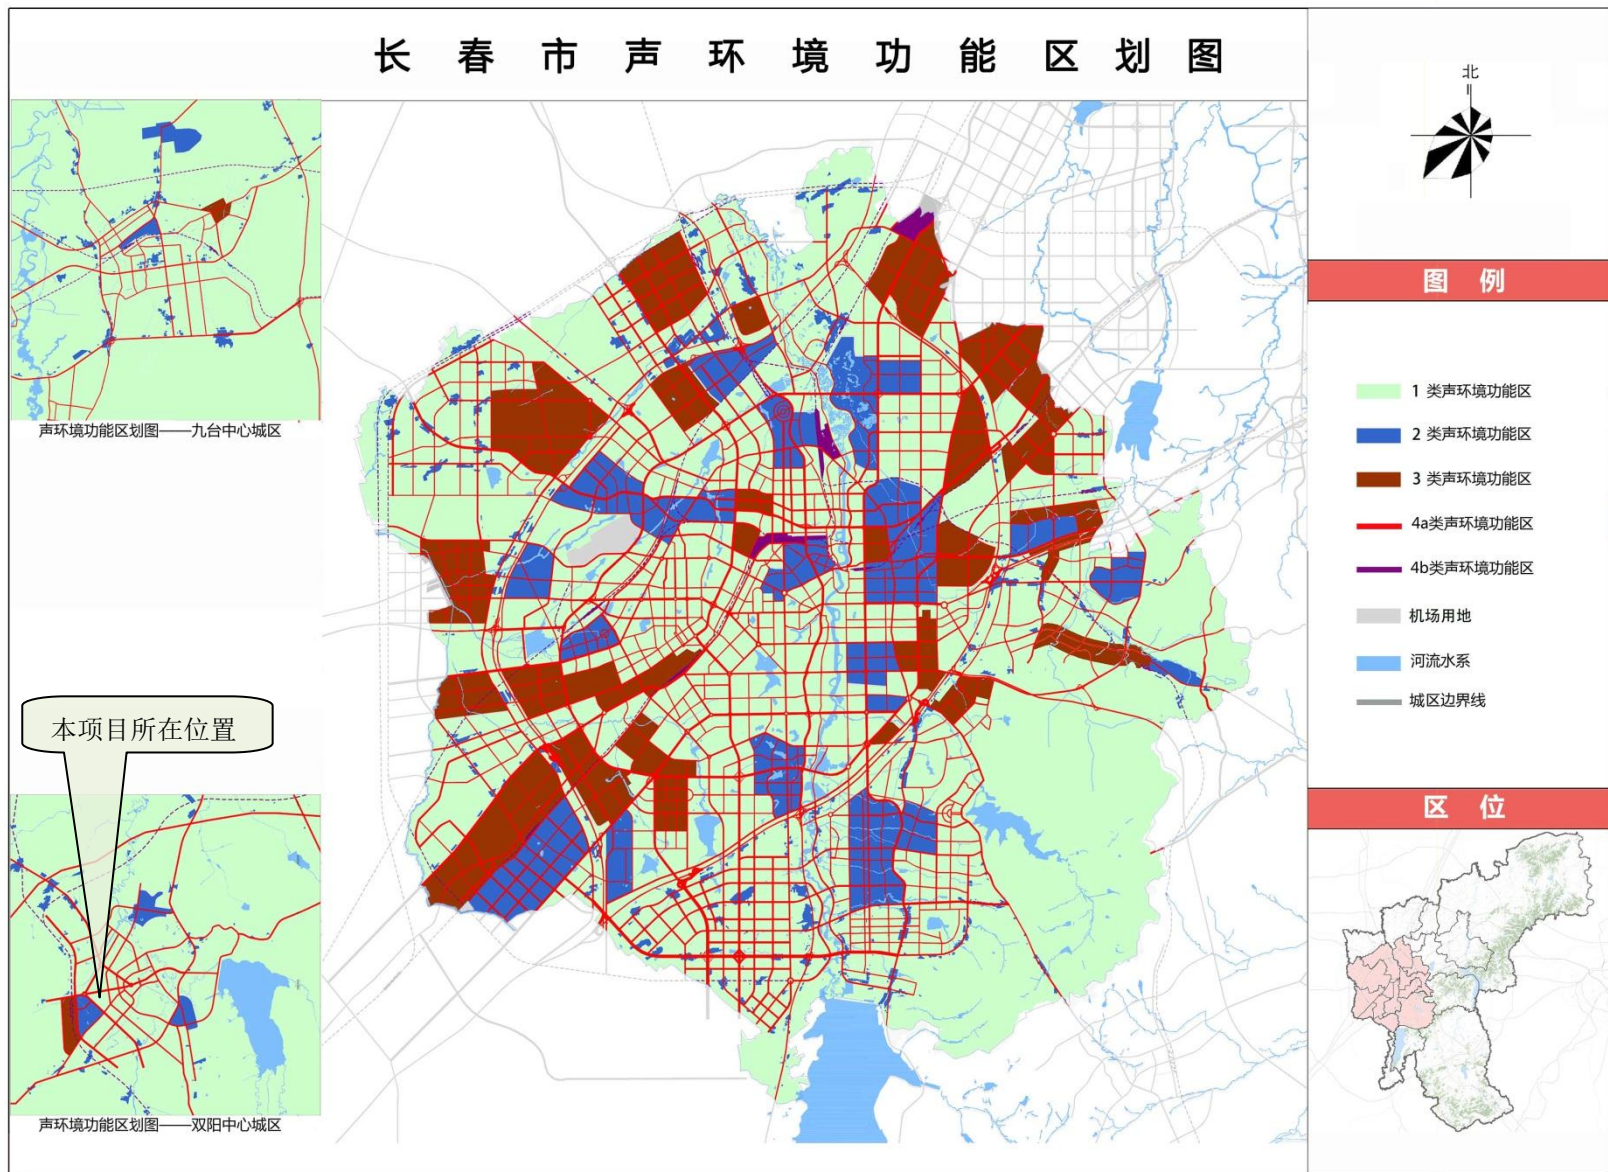 长春市声环境功能区划图
北
图例
1 类声环境功能区
2 类声环境功能区
3 类声环境功能区
4a类声环境功能区
4b类声环境功能区
机场用地
河流水系
城区边界线
区位
声环境功能区划图——九台中心城区
本项目所在位置
声环境功能区划图——双阳中心城区